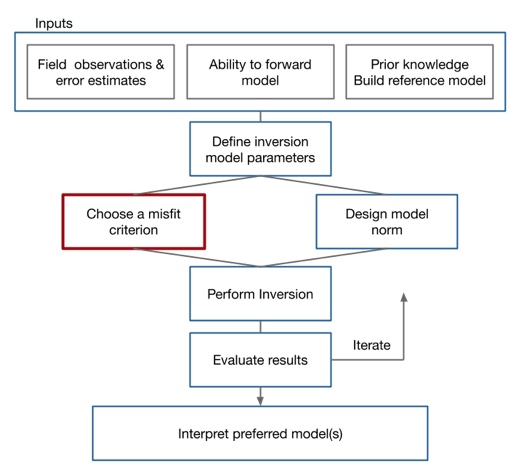 Inputs
Field observations &
error estimates
Ability to forward
model
Prior knowledge
Build reference model
Define inversion
model parameters
Choose a misfit
criterion
Design model
norm
Perform Inversion
Evaluate results
Iterate
Interpret preferred model(s)